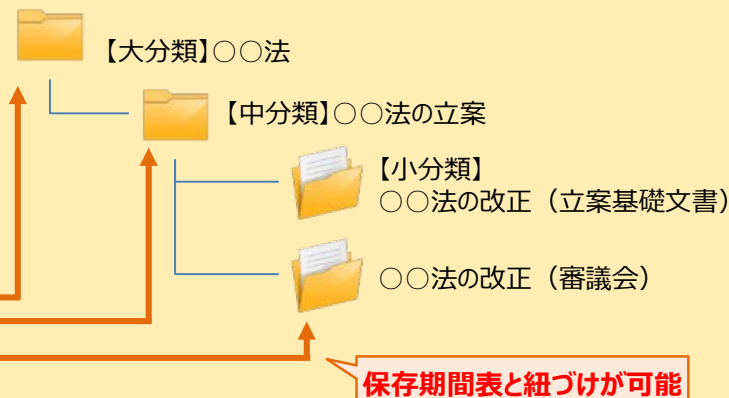 【大分類】○○法
【中分類】○○法の立案
【小分類】
○○法の改正（立案基礎文書）
○○法の改正（審議会）
保存期間表と紐づけが可能